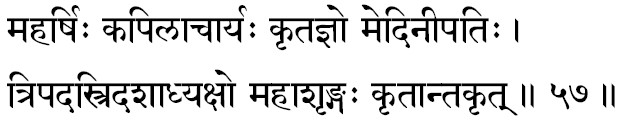 महर्षिः कपिलाचार्यः कृतज्ञो मेदिनीपतिः ।
त्रिपदस्त्रिदशाध्यक्षो महाशृङ्गः कृतान्तकृत् ॥ ५७ ॥